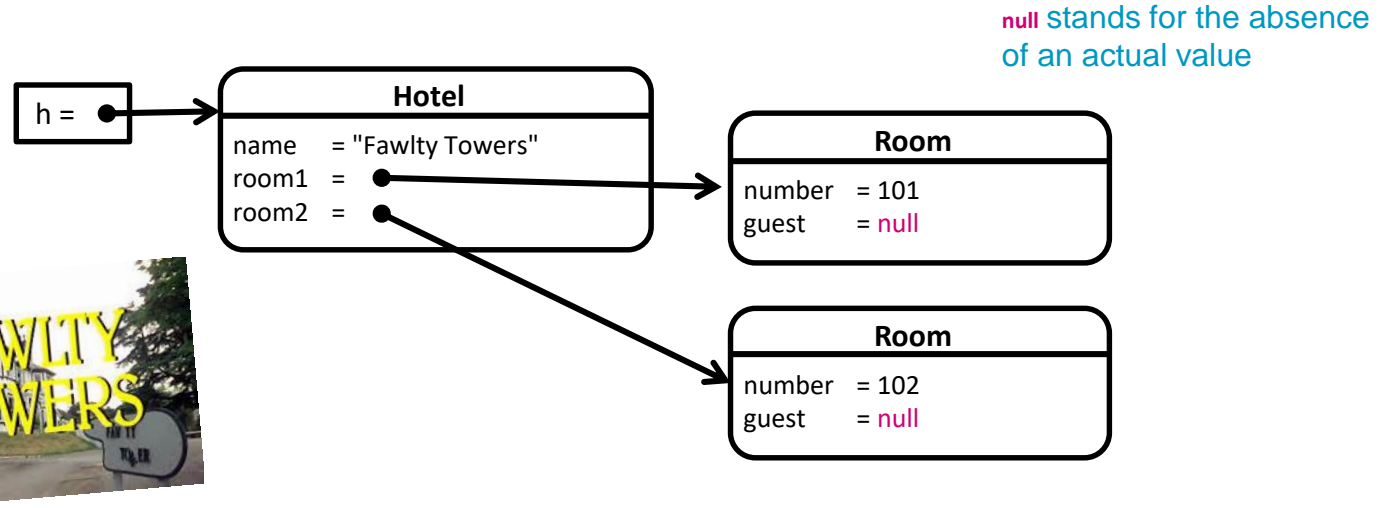 null stands for the absence
of an actual value
h =
Hotel
name = "Fawlty Towers"
room1 =
room2 =
Room
number = 101
guest = null
Room
number = 102
guest = null
WLTY
WERS